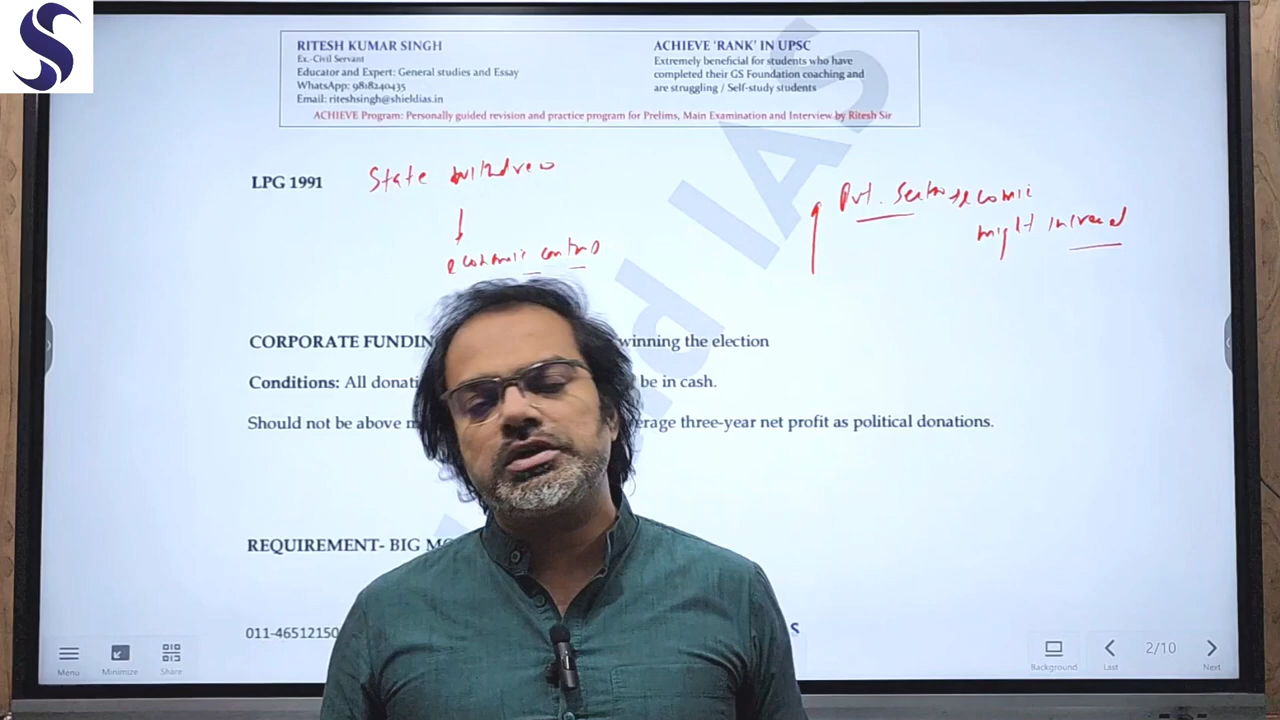 RITESH KUMAR SINGH
Ex.-Civil Servant
Educator and Expert: General studies and Essay
WhatsApp: 9818240435
Email: riteshsingh@shieldias.in
ACHIEVE 'RANK' IN UPSC
Extremely beneficial for students who have
completed their GS Foundation coaching and
are struggling / Self-study students
ACHIEVE Program: Personally guided revision and practice program for Prelims, Main Examination and Interview by Ritesh Sir
LPG 1991
State withdrew
economic control
Pvt. Sector economic
might increased
CORPORATE FUNDIN
winning the election
Conditions: All donati
be in cash.
Should not be above
erage three-year net profit as political donations.
REQUIREMENT- BIG
011-46512150
S
Menu
Minimize
Share
Background
Last
2/10
Next
d IAS